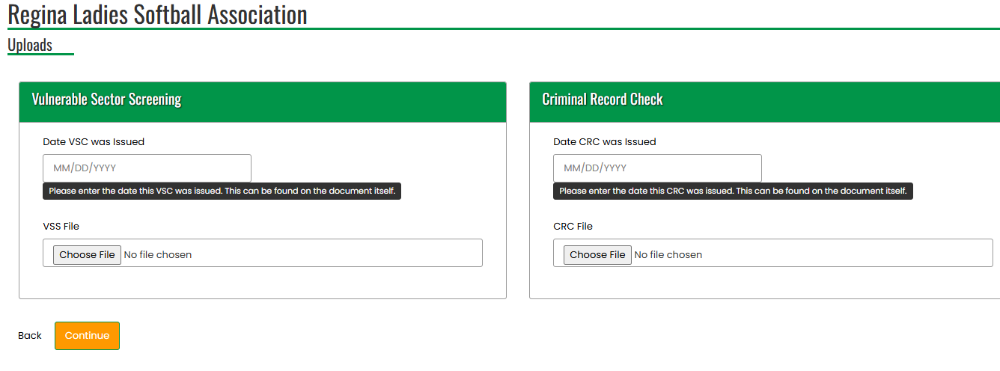 Regina Ladies Softball Association
Uploads
Vulnerable Sector Screening
Date VSC was Issued
MM/DD/YYYY
Please enter the date this VSC was issued. This can be found on the document itself.
VSS File
Choose File No file chosen
Criminal Record Check
Date CRC was Issued
MM/DD/YYYY
Please enter the date this CRC was issued. This can be found on the document itself.
CRC File
Choose File No file chosen
Back Continue